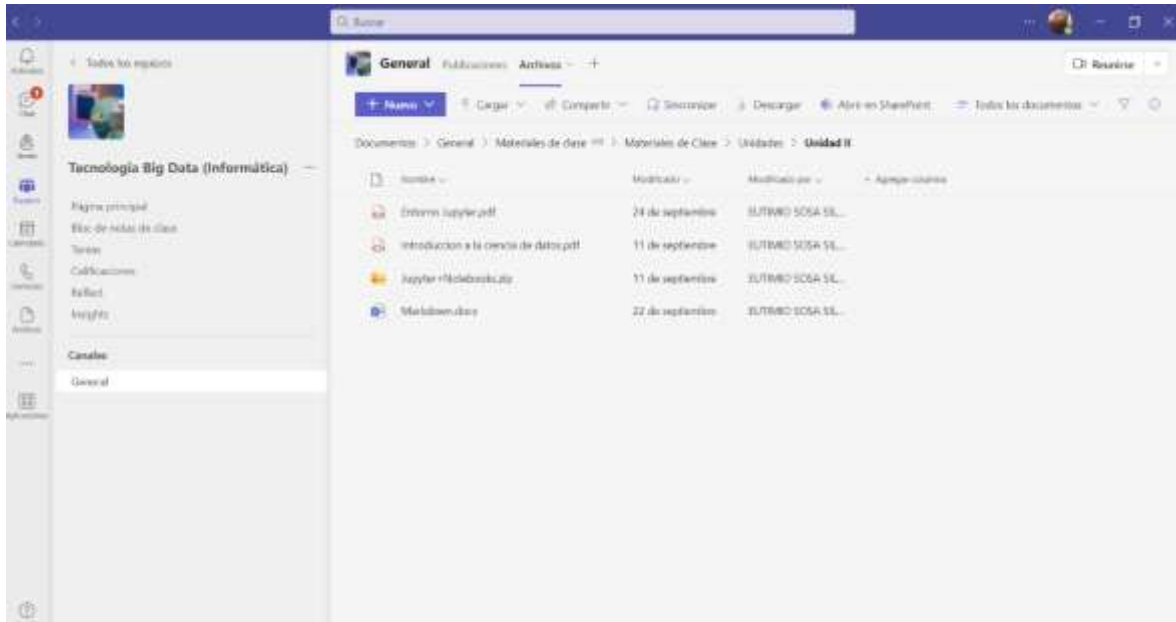 Buscar
Todos los equipos
Tecnología Big Data (Informática)
Página principal
Bloc de notas de clase
Tareas
Calificaciones
Reflect
Insights
Canales
General
Chat
General Publicaciones Archivos
Reunirse
Nuevo Cargar Compartir Sincronizar Descargar Abrir en SharePoint Todos los documentos
Documentos > General > Materiales de clase > Materiales de Clase > Unidades > Unidad II
Nombre Modificado Modificado por + Agregar columna
Entorno Jupyter.pdf 24 de septiembre EUTIMIO SOSA SIL...
Introduccion a la ciencia de datos.pdf 11 de septiembre EUTIMIO SOSA SIL...
Jupyter+Notebooks.zip 11 de septiembre EUTIMIO SOSA SIL...
Markdown.docx 22 de septiembre EUTIMIO SOSA SIL...